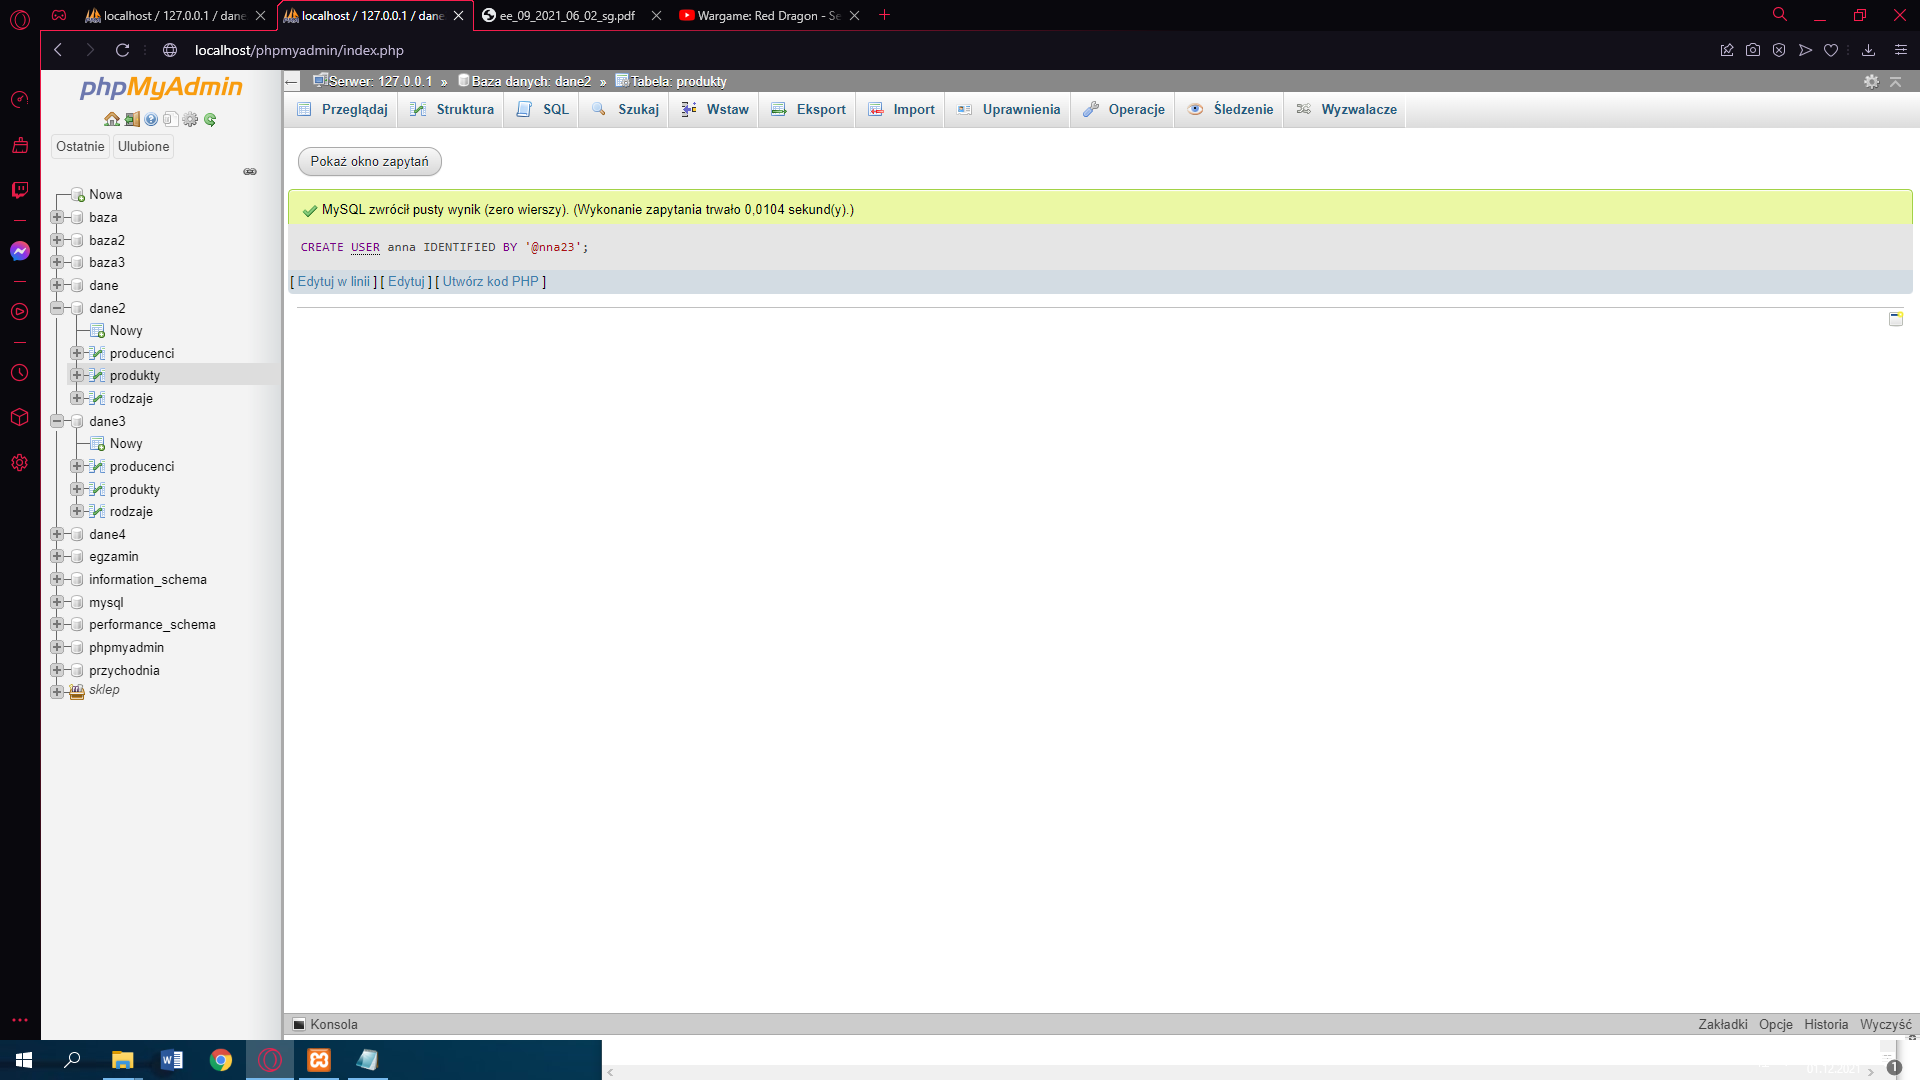 localhost / 127.0.0.1 / dane
localhost / 127.0.0.1 / dane
ee_09_2021_06_02_sg.pdf
Wargame: Red Dragon - Se
localhost/phpmyadmin/index.php
phpMyAdmin
Ostatnie
Ulubione
Nowa
baza
baza2
baza3
dane
dane2
Nowy
producenci
produkty
rodzaje
dane3
Nowy
producenci
produkty
rodzaje
dane4
egzamin
information_schema
mysql
performance_schema
phpmyadmin
przychodnia
sklep
Serwer: 127.0.0.1 » Baza danych: dane2 » Tabela: produkty
Przeglądaj
Struktura
SQL
Szukaj
Wstaw
Eksport
Import
Uprawnienia
Operacje
Śledzenie
Wyzwalacze
Pokaż okno zapytań
MySQL zwrócił pusty wynik (zero wierszy). (Wykonanie zapytania trwało 0,0104 sekund(y).)
CREATE USER anna IDENTIFIED BY '@nna23';
[ Edytuj w linii ] [ Edytuj ] [ Utwórz kod PHP ]
Konsola
Zakładki
Opcje
Historia
Wyczyść
01.12.2021
1